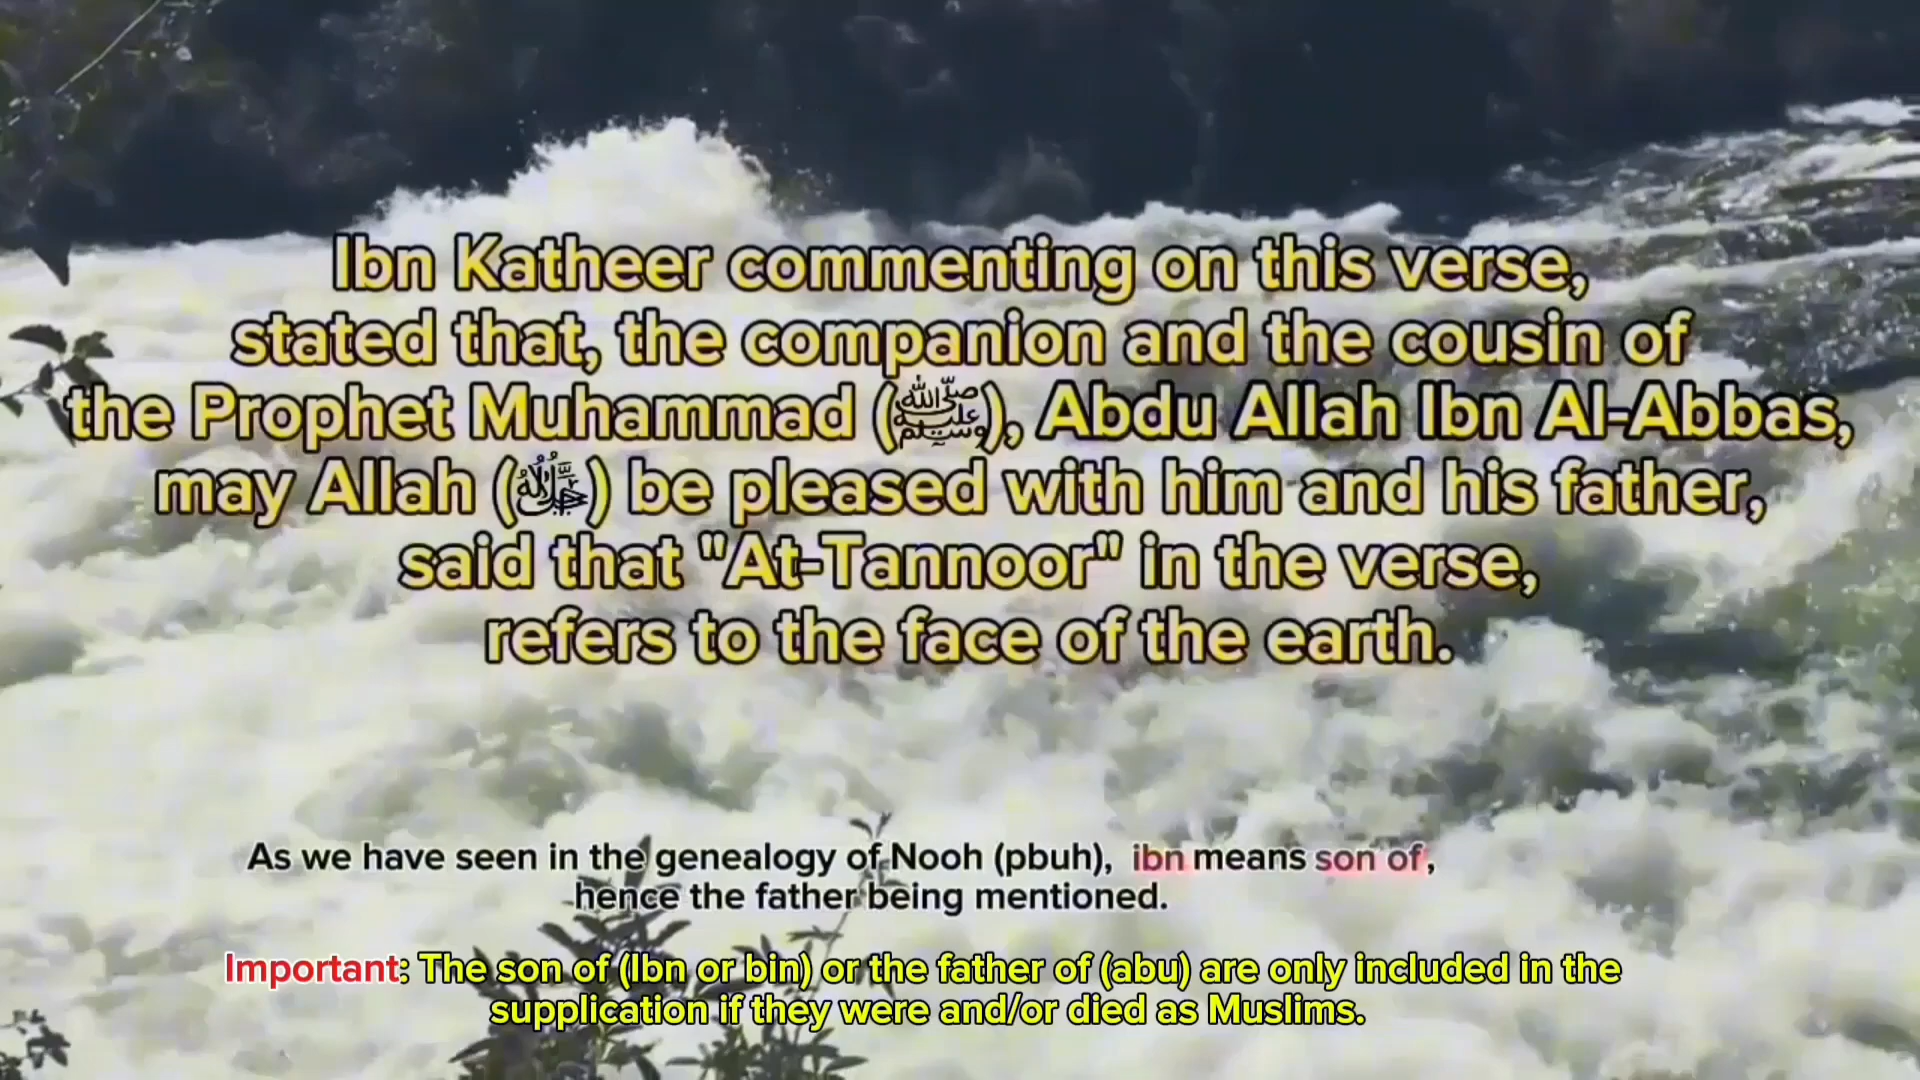 Ibn Katheer commenting on this verse,
stated that, the companion and the cousin of
the Prophet Muhammad (ﷺ), Abdu Allah Ibn Al-Abbas,
may Allah (ﷻ) be pleased with him and his father,
said that "At-Tannoor" in the verse,
refers to the face of the earth.
As we have seen in the genealogy of Nooh (pbuh), ibn means son of,
hence the father being mentioned.
Important: The son of (Ibn or bin) or the father of (abu) are only included in the
supplication if they were and/or died as Muslims.